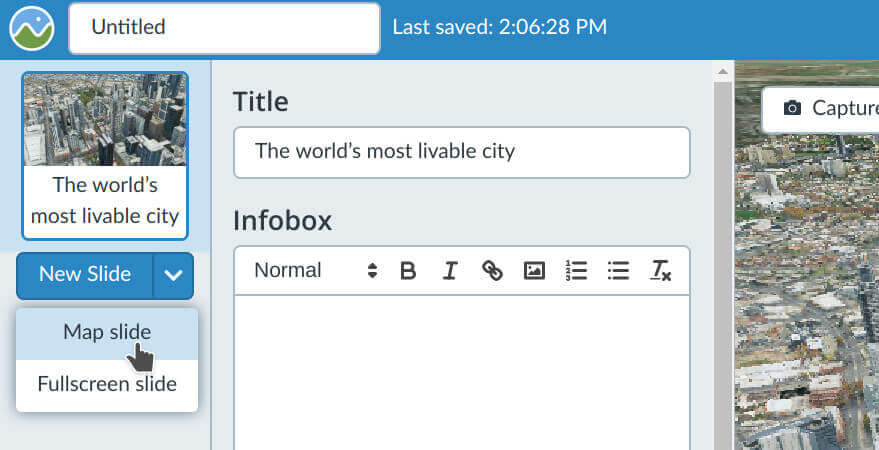 Untitled
Last saved: 2:06:28 PM
The world's
most livable city
New Slide
Map slide
Fullscreen slide
Title
The world's most livable city
Infobox
Normal
Capture